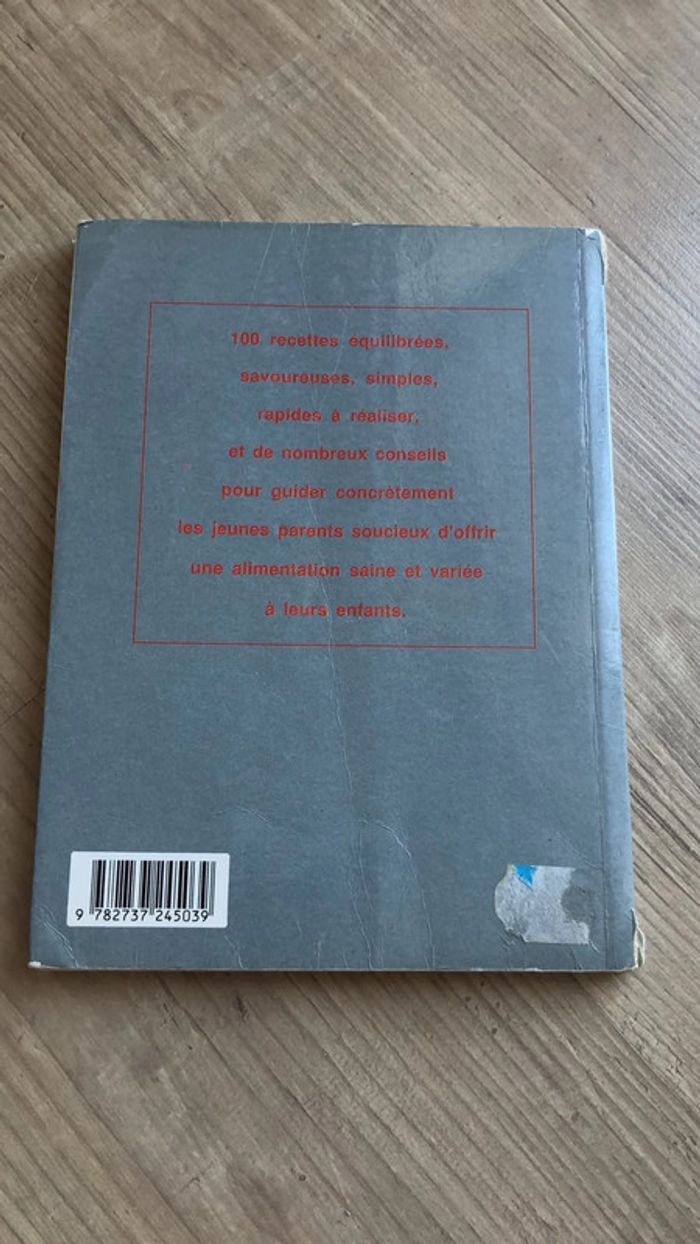 100 recettes équilibrées,
savoureuses, simples,
rapides à réaliser,
et de nombreux conseils
pour guider concrètement
les jeunes parents soucieux d'offrir
une alimentation saine et variée
à leurs enfants.
9 782737 245039